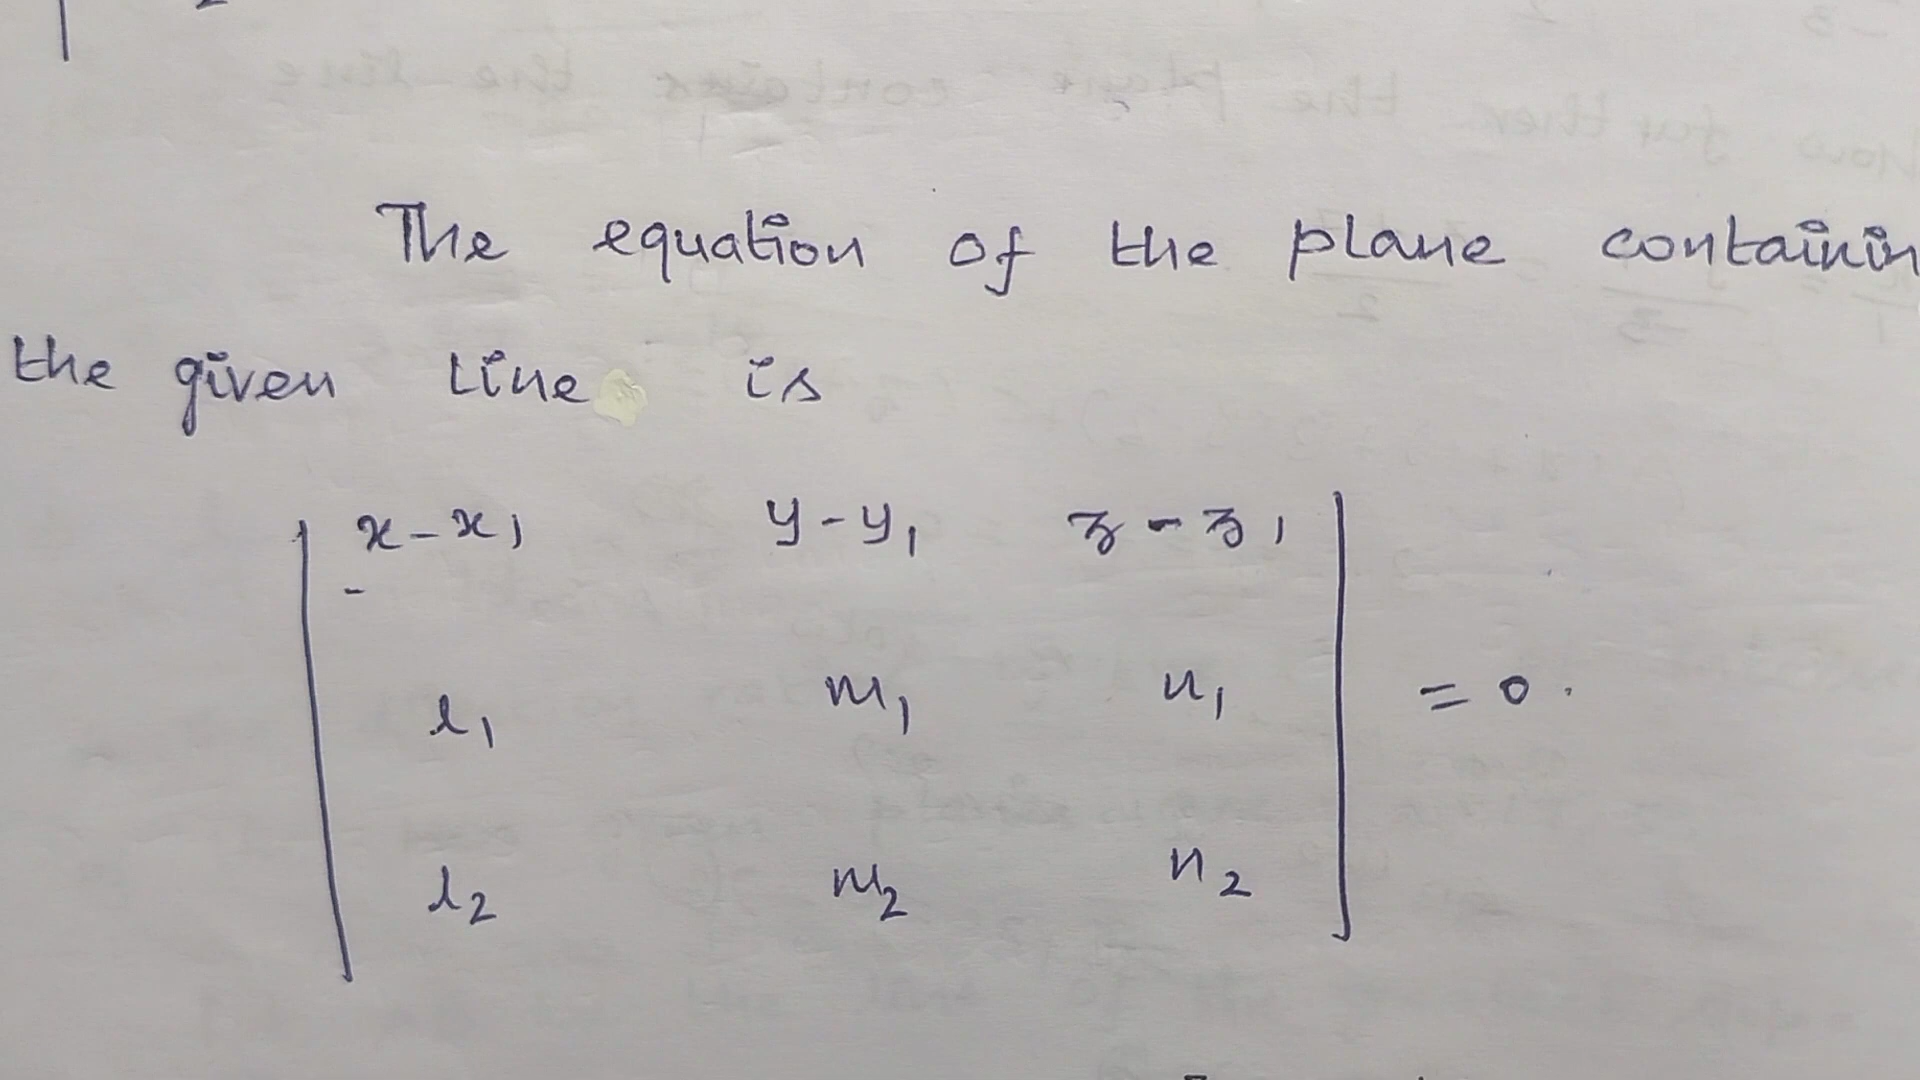 The equation of the plane containin
the given line is
x-x₁ y-y₁ z-z₁
l₁ m₁ n₁ = 0.
l₂ m₂ n₂